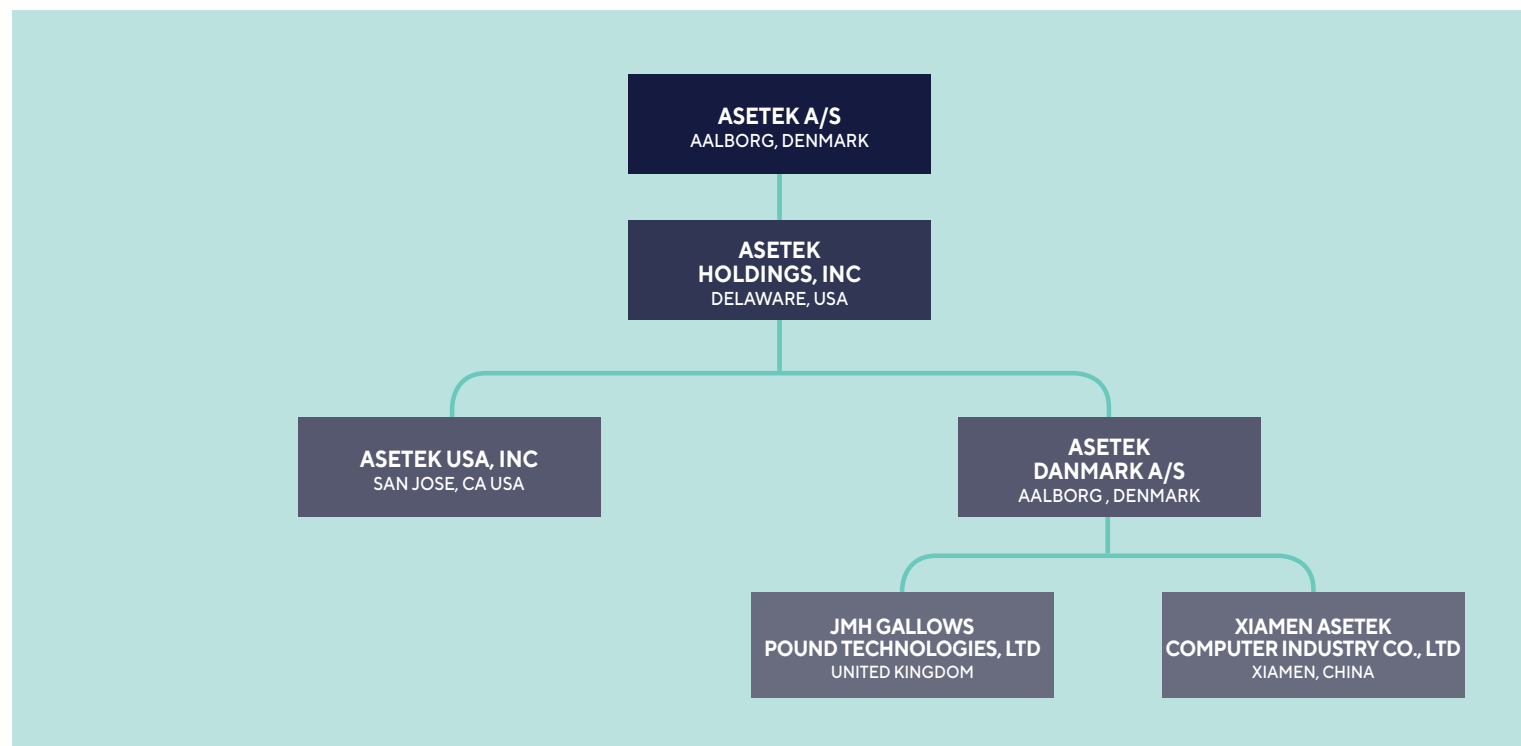 ASETEK A/S
AALBORG, DENMARK
ASETEK
HOLDINGS, INC
DELAWARE, USA
ASETEK USA, INC
SAN JOSE, CA USA
ASETEK
DANMARK A/S
AALBORG , DENMARK
JMH GALLOWS
POUND TECHNOLOGIES, LTD
UNITED KINGDOM
XIAMEN ASETEK
COMPUTER INDUSTRY CO., LTD
XIAMEN, CHINA